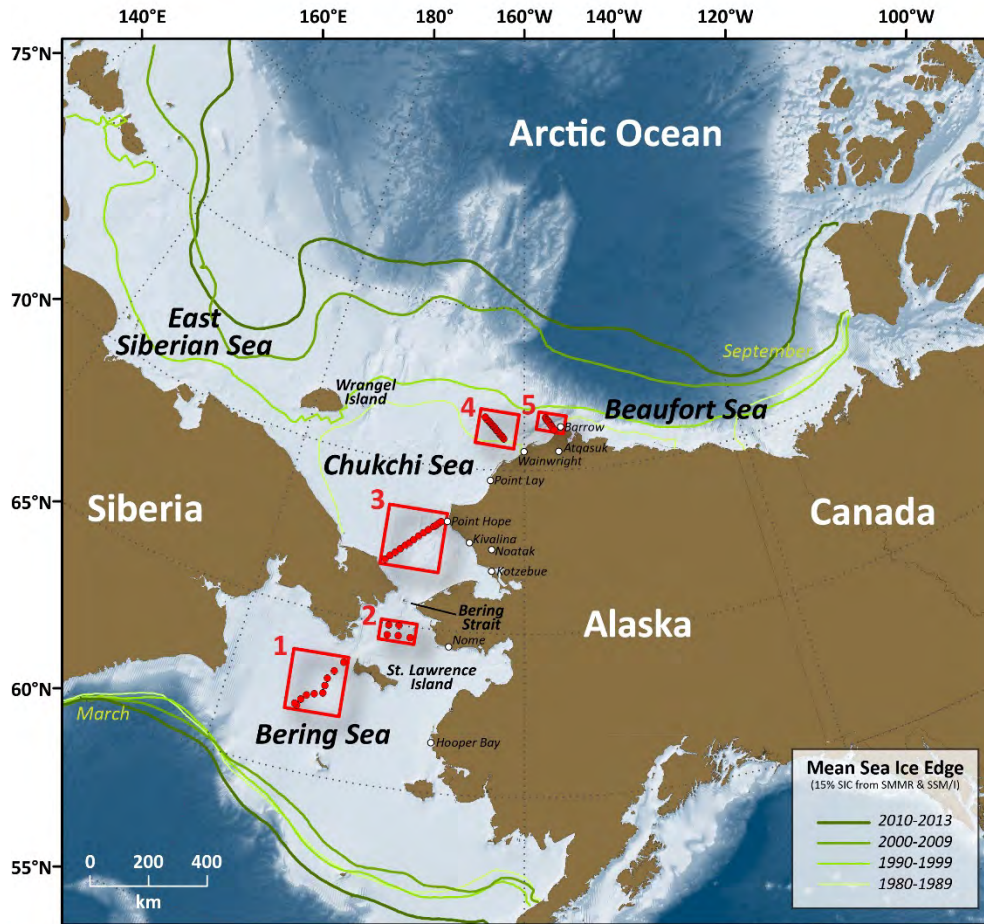 140°E 160°E 180° 160°W 140°W 100°W
75°N
Arctic Ocean
70°N
East
Siberian Sea
September
Wrangel
Island
4
5
Beaufort Sea
Barrow
Atqasuk
Wainwright
Chukchi Sea
Point Lay
65°N
Siberia
3
Canada
Point Hope
Kivalina
Noatak
Kotzebue
Bering
Strait
Alaska
2
Nome
1
St. Lawrence
Island
60°N
March
Bering Sea
Hooper Bay
Mean Sea Ice Edge
(15% SIC from SMMR & SSM/I)
2010-2013
2000-2009
1990-1999
1980-1989
55°N
0 200 400
km